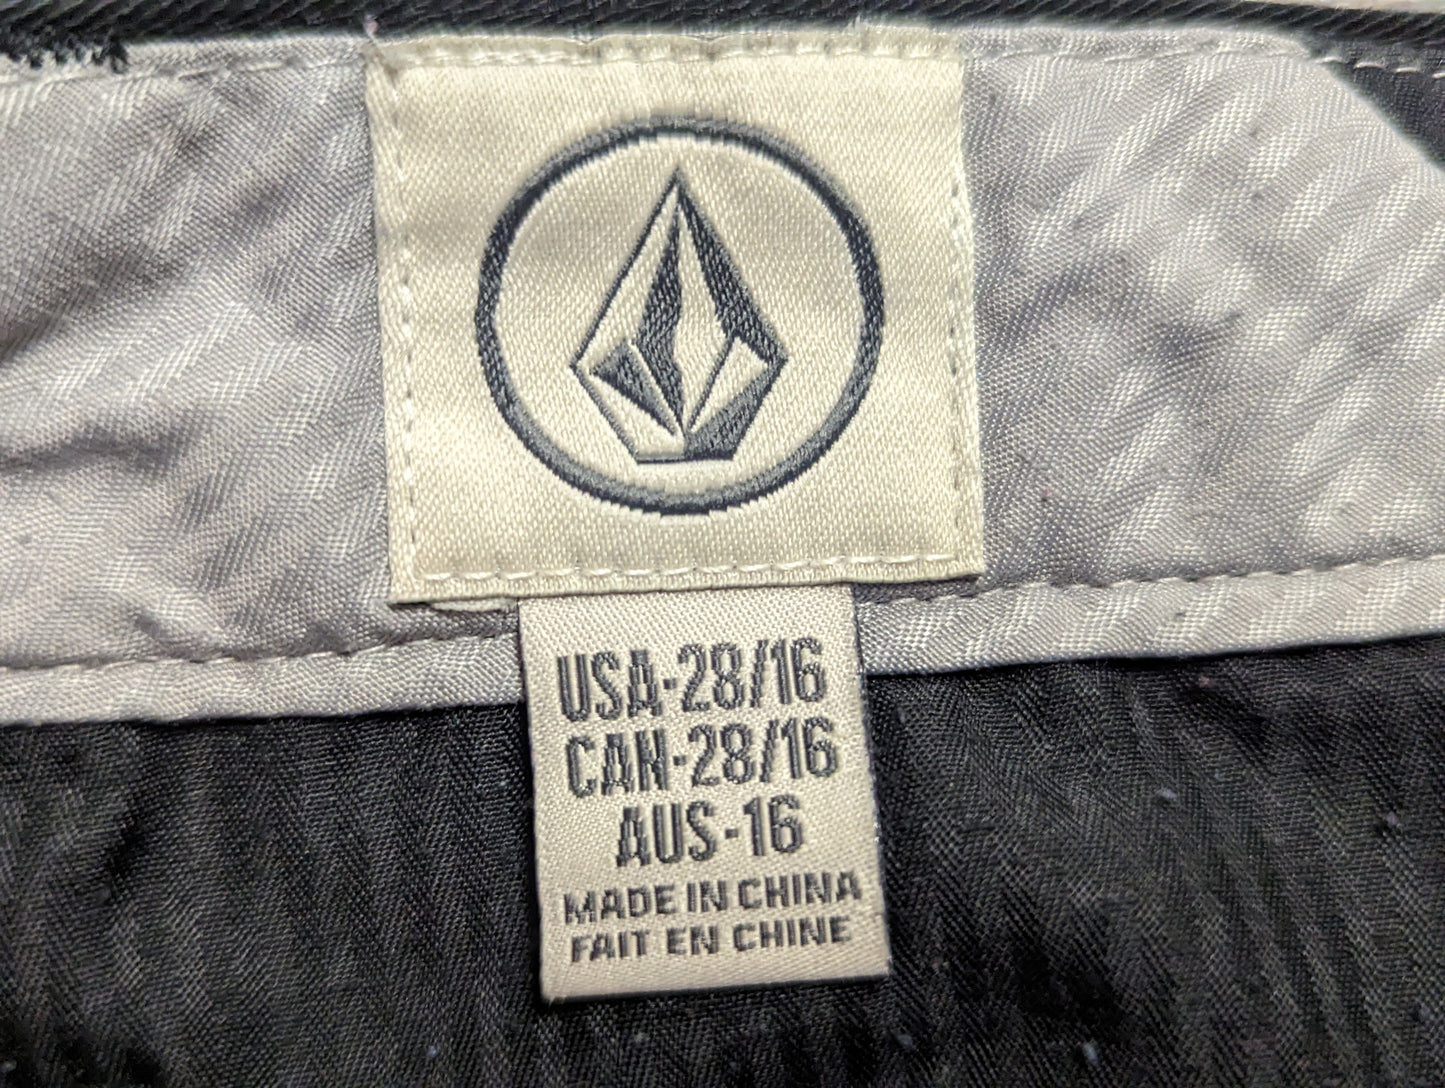 USA-28/16
CAN-28/16
AUS-16
MADE IN CHINA
FAIT EN CHINE